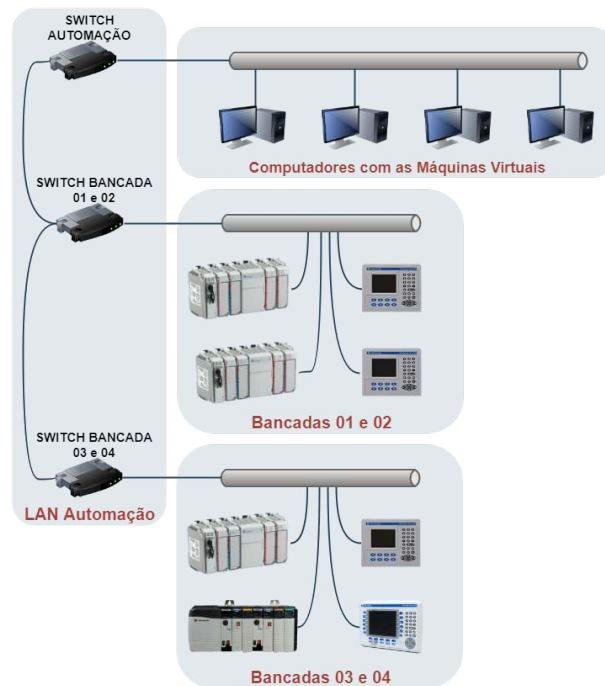 SWITCH
AUTOMAÇÃO
Computadores com as Máquinas Virtuais
SWITCH BANCADA
01 e 02
Bancadas 01 e 02
SWITCH BANCADA
03 e 04
LAN Automação
Bancadas 03 e 04